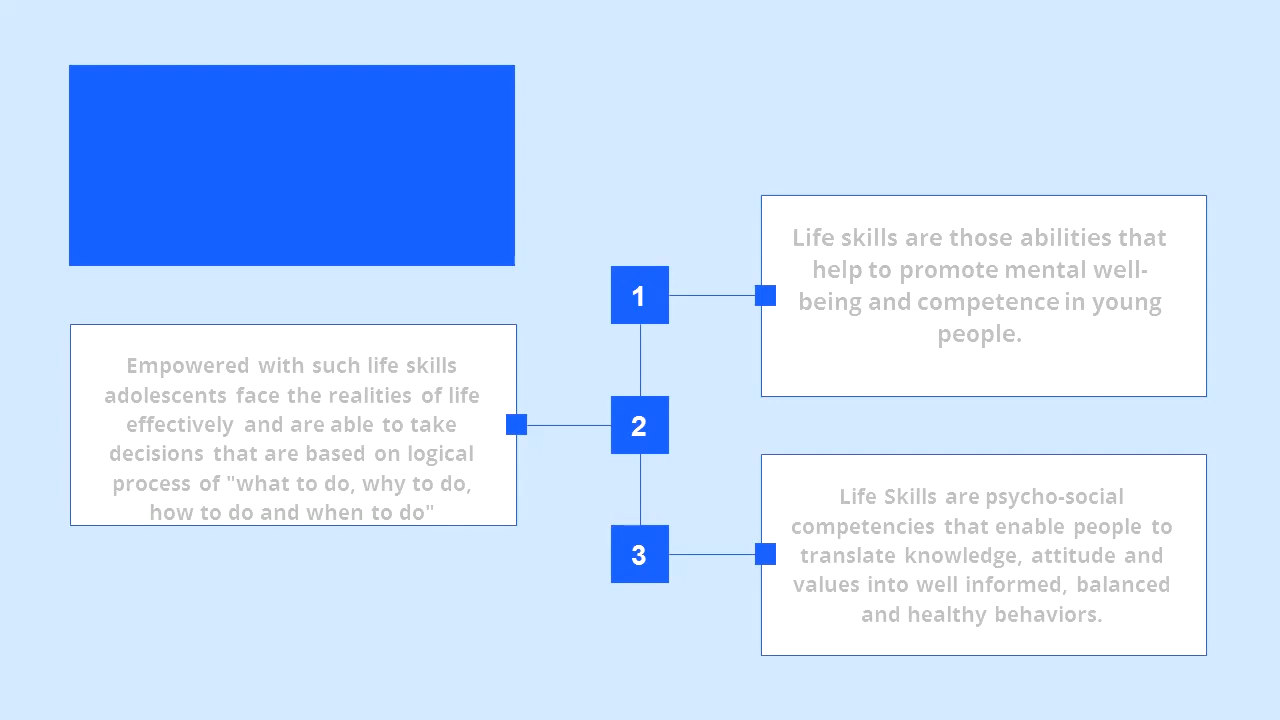 1
Life skills are those abilities that
help to promote mental well-
being and competence in young
people.
2
Empowered with such life skills
adolescents face the realities of life
effectively and are able to take
decisions that are based on logical
process of "what to do, why to do,
how to do and when to do"
3
Life Skills are psycho-social
competencies that enable people to
translate knowledge, attitude and
values into well informed, balanced
and healthy behaviors.